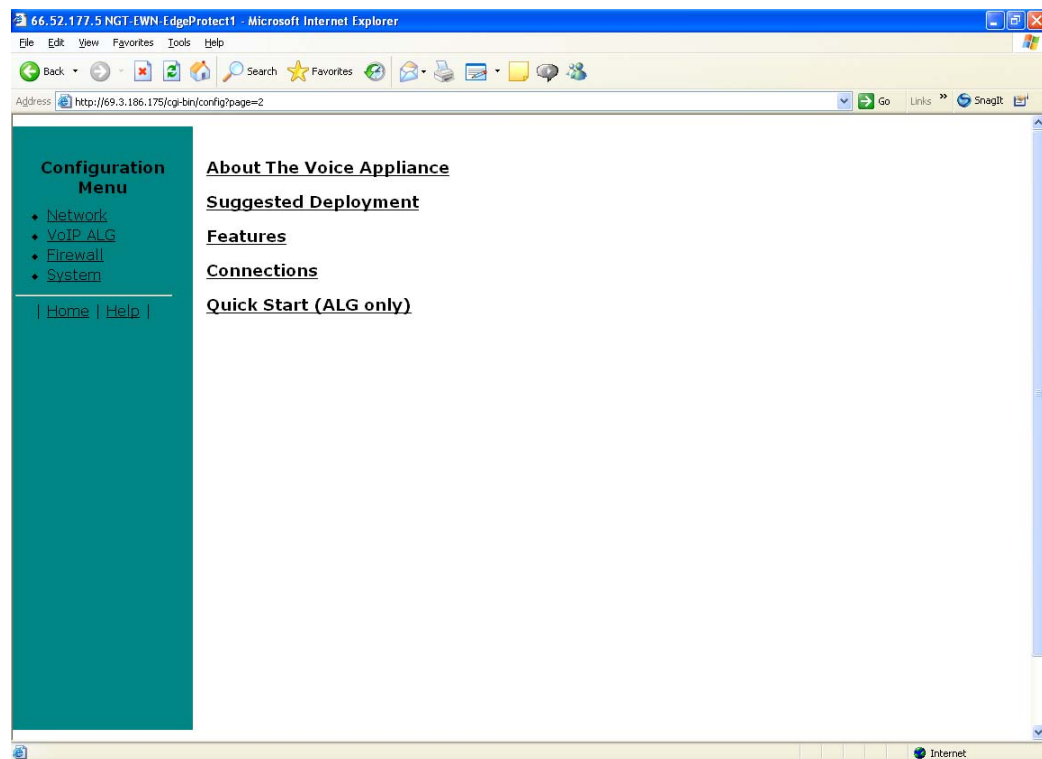 66.52.177.5 NGT-EWN-EdgeProtect1 - Microsoft Internet Explorer
File Edit View Favorites Tools Help
Back Search Favorites
Address http://69.3.186.175/cgi-bin/config?page=2 Go Links » SnagIt
Configuration
Menu
Network
VoIP ALG
Firewall
System
| Home | Help |
About The Voice Appliance
Suggested Deployment
Features
Connections
Quick Start (ALG only)
Internet